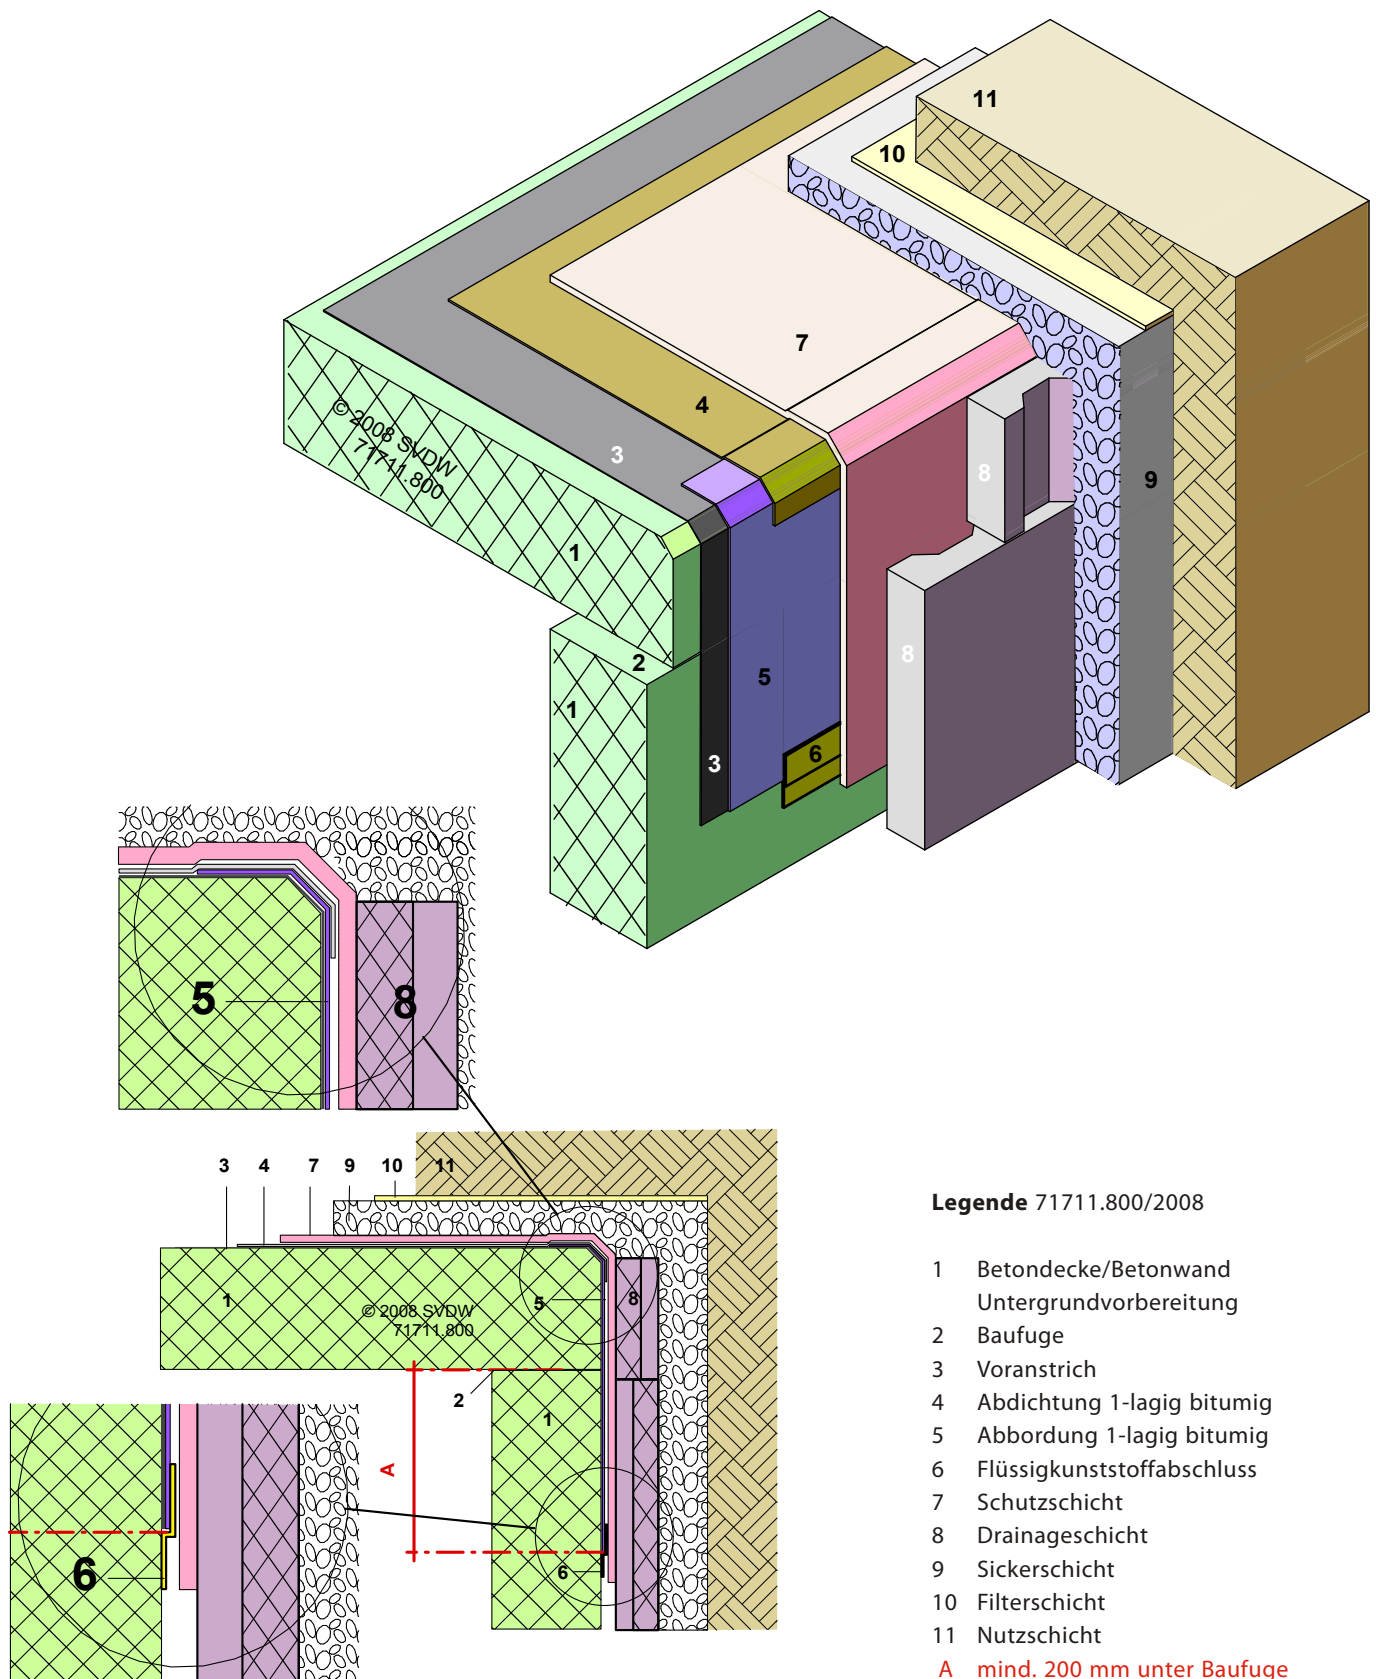 11
10
7
4
3
© 2008 SVDW
71711.800
8
9
1
2
5
8
1
6
3
5
8
3 4 7 9 10 11
1
© 2008 SVDW
71711.800
5
8
2
1
A
6
6
Legende 71711.800/2008
1 Betondecke/Betonwand
Untergrundvorbereitung
2 Baufuge
3 Voranstrich
4 Abdichtung 1-lagig bitumig
5 Abbordung 1-lagig bitumig
6 Flüssigkunststoffabschluss
7 Schutzschicht
8 Drainageschicht
9 Sickerschicht
10 Filterschicht
11 Nutzschicht
A mind. 200 mm unter Baufuge